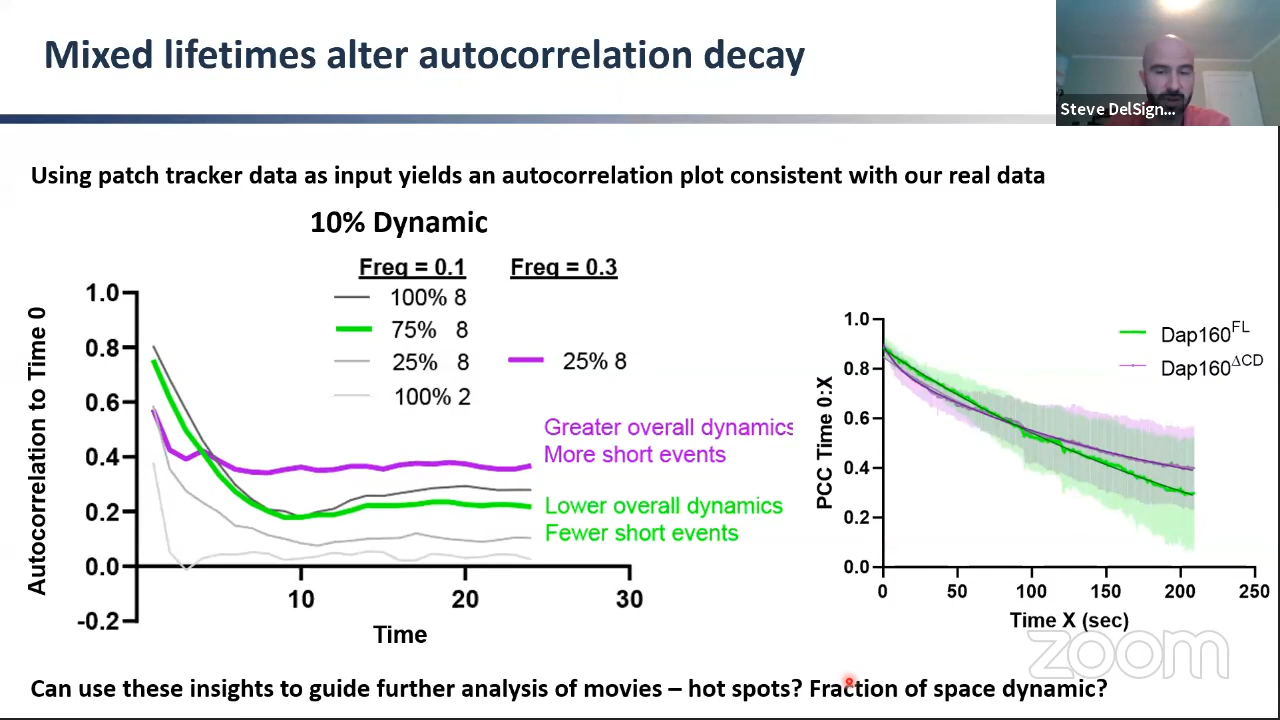 Mixed lifetimes alter autocorrelation decay
Steve DelSign...
Using patch tracker data as input yields an autocorrelation plot consistent with our real data
10% Dynamic
Freq = 0.1
Freq = 0.3
100% 8
75% 8
25% 8
100% 2
25% 8
Greater overall dynamics
More short events
Lower overall dynamics
Fewer short events
Autocorrelation to Time 0
1.0
0.8
0.6
0.4
0.2
0.0
-0.2
10
20
30
Time
Dap160FL
Dap160ΔCD
PCC Time 0:X
1.0
0.8
0.6
0.4
0.2
0.0
0
50
100
150
200
250
Time X (sec)
zoom
Can use these insights to guide further analysis of movies – hot spots? Fraction of space dynamic?